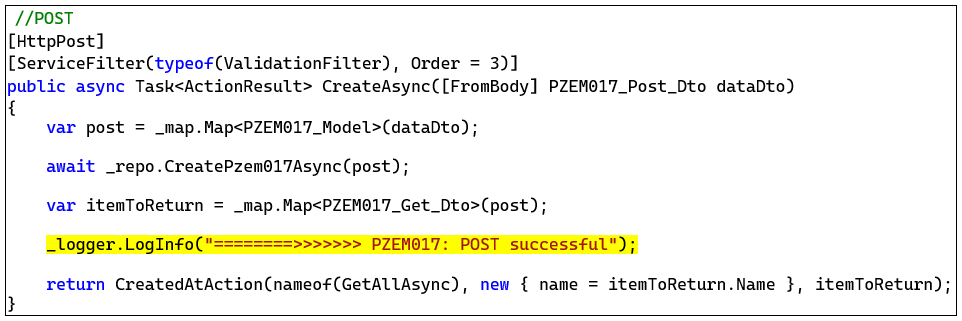 //POST
[HttpPost]
[ServiceFilter(typeof(ValidationFilter), Order = 3)]
public async Task<ActionResult> CreateAsync([FromBody] PZEM017_Post_Dto dataDto)
{
    var post = _map.Map<PZEM017_Model>(dataDto);
    await _repo.CreatePzem017Async(post);
    var itemToReturn = _map.Map<PZEM017_Get_Dto>(post);
    _logger.LogInfo("========>>>>>>> PZEM017: POST successful");
    return CreatedAtAction(nameof(GetAllAsync), new { name = itemToReturn.Name }, itemToReturn);
}